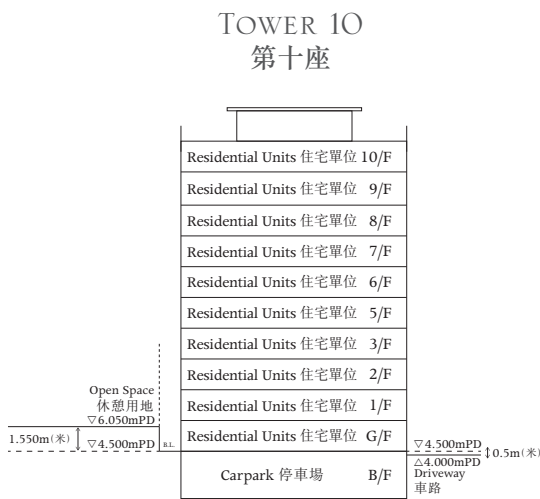 TOWER 10
第十座
Residential Units 住宅單位 10/F
Residential Units 住宅單位 9/F
Residential Units 住宅單位 8/F
Residential Units 住宅單位 7/F
Residential Units 住宅單位 6/F
Residential Units 住宅單位 5/F
Residential Units 住宅單位 3/F
Residential Units 住宅單位 2/F
Residential Units 住宅單位 1/F
Residential Units 住宅單位 G/F
Carpark 停車場 B/F
Open Space
休憩用地
▽6.050mPD
1.550m(米)
▽4.500mPD
B.L.
▽4.500mPD
0.5m(米)
△4.000mPD
Driveway
車路